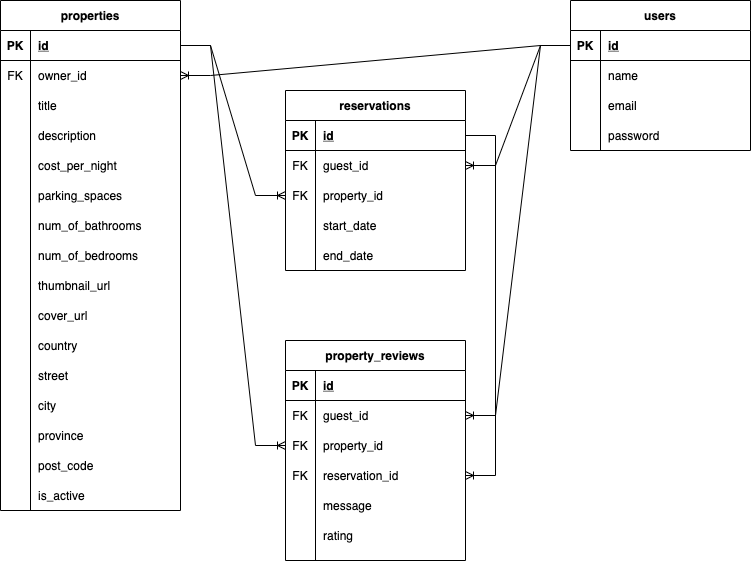 properties
PK id
FK owner_id
title
description
cost_per_night
parking_spaces
num_of_bathrooms
num_of_bedrooms
thumbnail_url
cover_url
country
street
city
province
post_code
is_active
reservations
PK id
FK guest_id
FK property_id
start_date
end_date
property_reviews
PK id
FK guest_id
FK property_id
FK reservation_id
message
rating
users
PK id
name
email
password